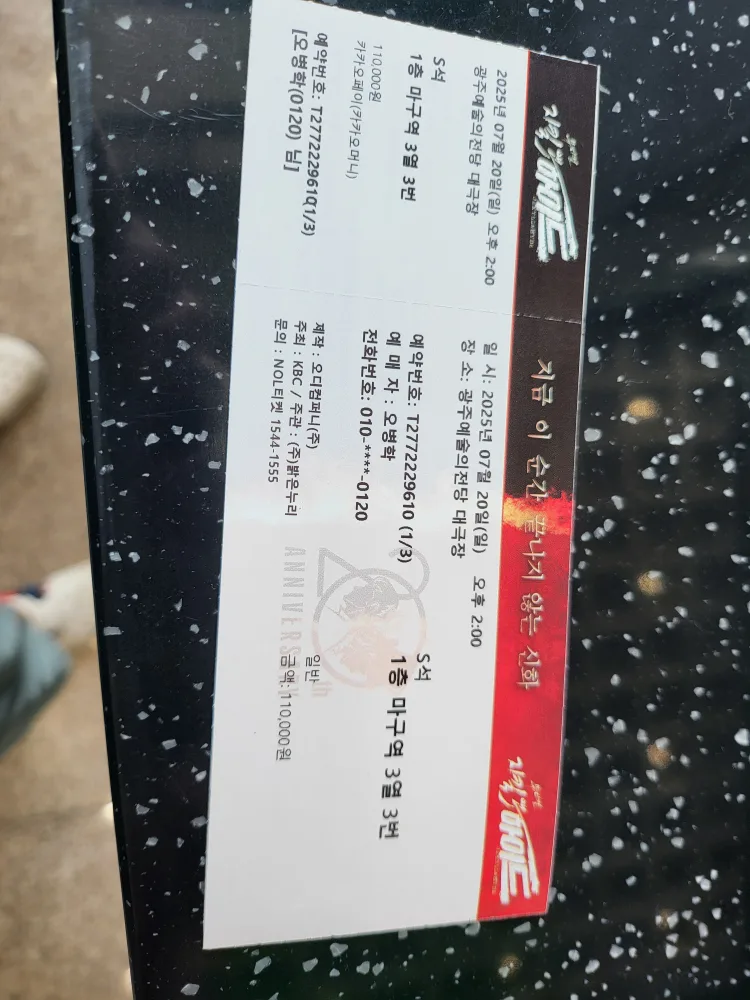 뮤지컬
지킬앤하이드
2025년 07월 20일(일) 오후 2:00
광주예술의전당 대극장
S석
1층 마구역 3열 3번
110,000원
카카오페이(카카오머니)
예약번호: T2772229610(1/3)
[오병학(0120) 님]
지금 이 순간 끝나지 않는 신화
뮤지컬
지킬앤하이드
일 시: 2025년 07월 20일(일) 오후 2:00
장 소: 광주예술의전당 대극장
S석
1층 마구역 3열 3번
예약번호: T2772229610 (1/3)
예 매 자 : 오병학
전화번호: 010-****-0120
20th
ANNIVERSARY
일반
금액: 110,000원
제작 : 오디컴퍼니(주)
주최 : KBC / 주관 : (주)밝은누리
문의 : NOL티켓 1544-1555